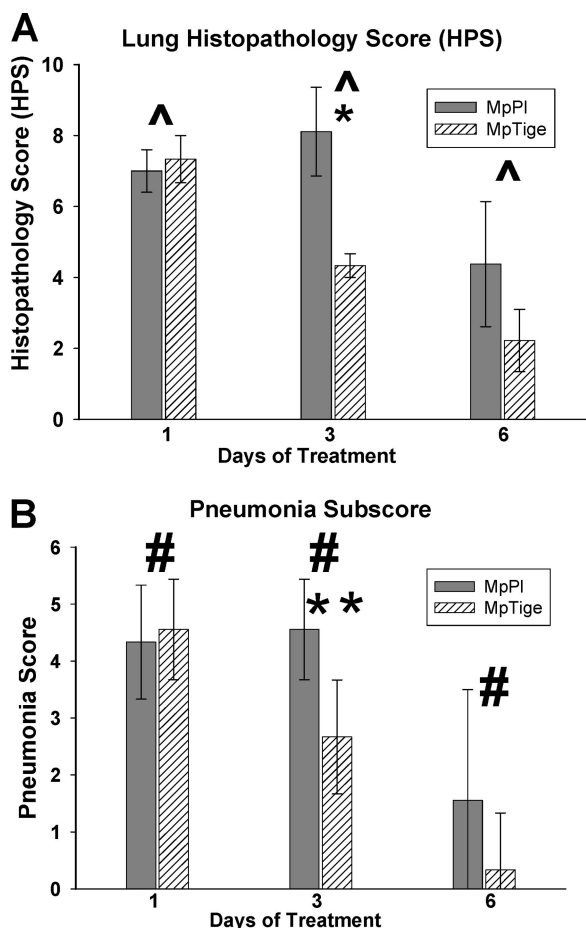 A
Lung Histopathology Score (HPS)
Histopathology Score (HPS)
10
8
6
4
2
0
^
^
*
^
MpPl
MpTige
1
3
6
Days of Treatment
B
Pneumonia Subscore
Pneumonia Score
6
5
4
3
2
1
0
#
#
**
#
MpPl
MpTige
1
3
6
Days of Treatment